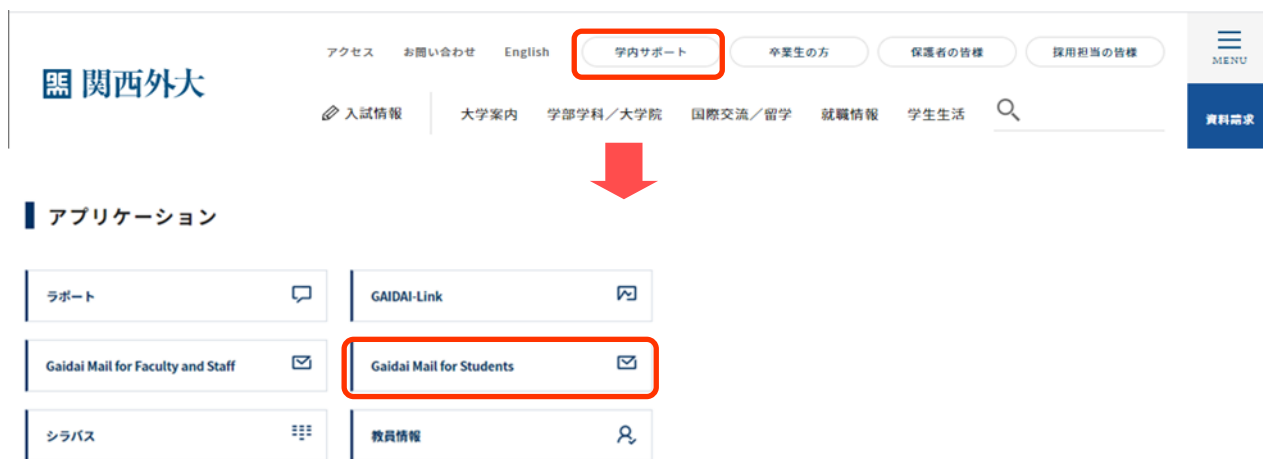 アクセス お問い合わせ English 学内サポート 卒業生の方 保護者の皆様 採用担当の皆様
MENU
関西外大
入試情報 大学案内 学部学科／大学院 国際交流／留学 就職情報 学生生活
資料請求
アプリケーション
ラポート GAIDAI-Link
Gaidai Mail for Faculty and Staff Gaidai Mail for Students
シラバス 教員情報